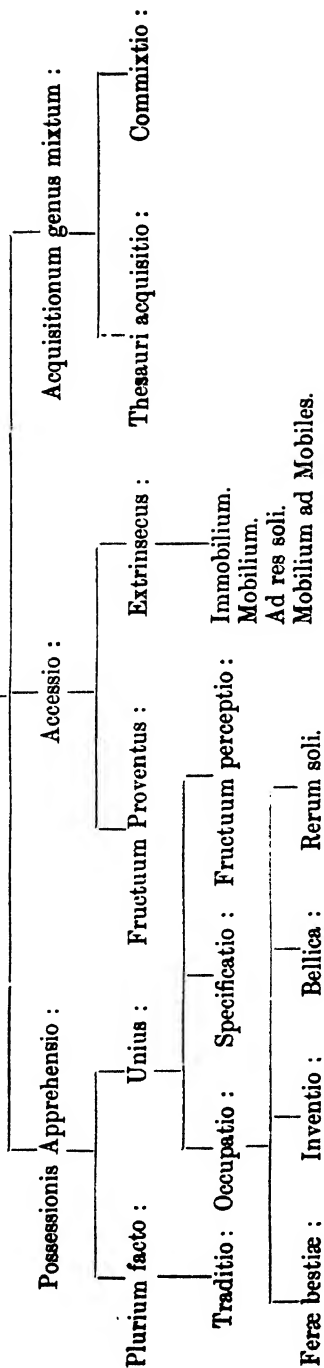 Possessionis Apprehensio : Accessio : Acquisitionum genus mixtum :
Plurium facto : Unius : Fructuum Proventus : Extrinsecus : Thesauri acquisitio : Commixtio :
Traditio : Occupatio : Specificatio : Fructuum perceptio : Immobilium.
Mobilium.
Ad res soli.
Mobilium ad Mobiles.
Feræ bestiæ : Inventio : Bellica : Rerum soli.